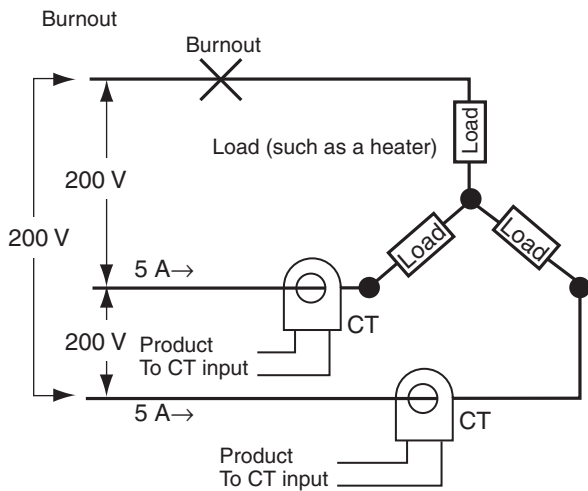 Burnout
Burnout
Load
Load (such as a heater)
200 V
200 V
Load
Load
5 A→
CT
200 V
Product
To CT input
5 A→
CT
Product
To CT input